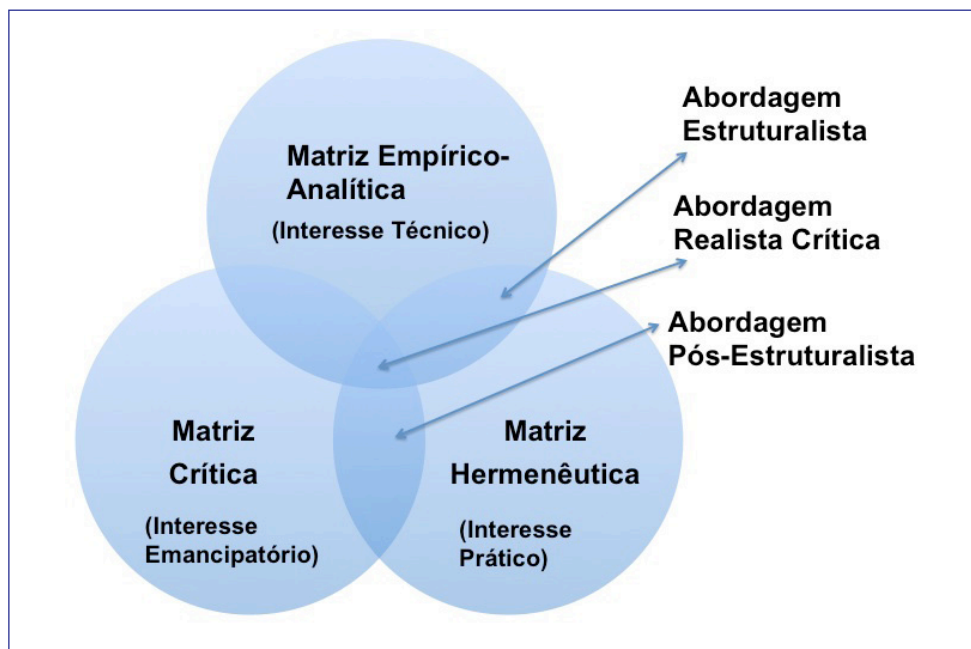 Matriz Empírico-
Analítica
(Interesse Técnico)
Abordagem
Estruturalista
Abordagem
Realista Crítica
Abordagem
Pós-Estruturalista
Matriz
Crítica
(Interesse
Emancipatório)
Matriz
Hermenêutica
(Interesse
Prático)